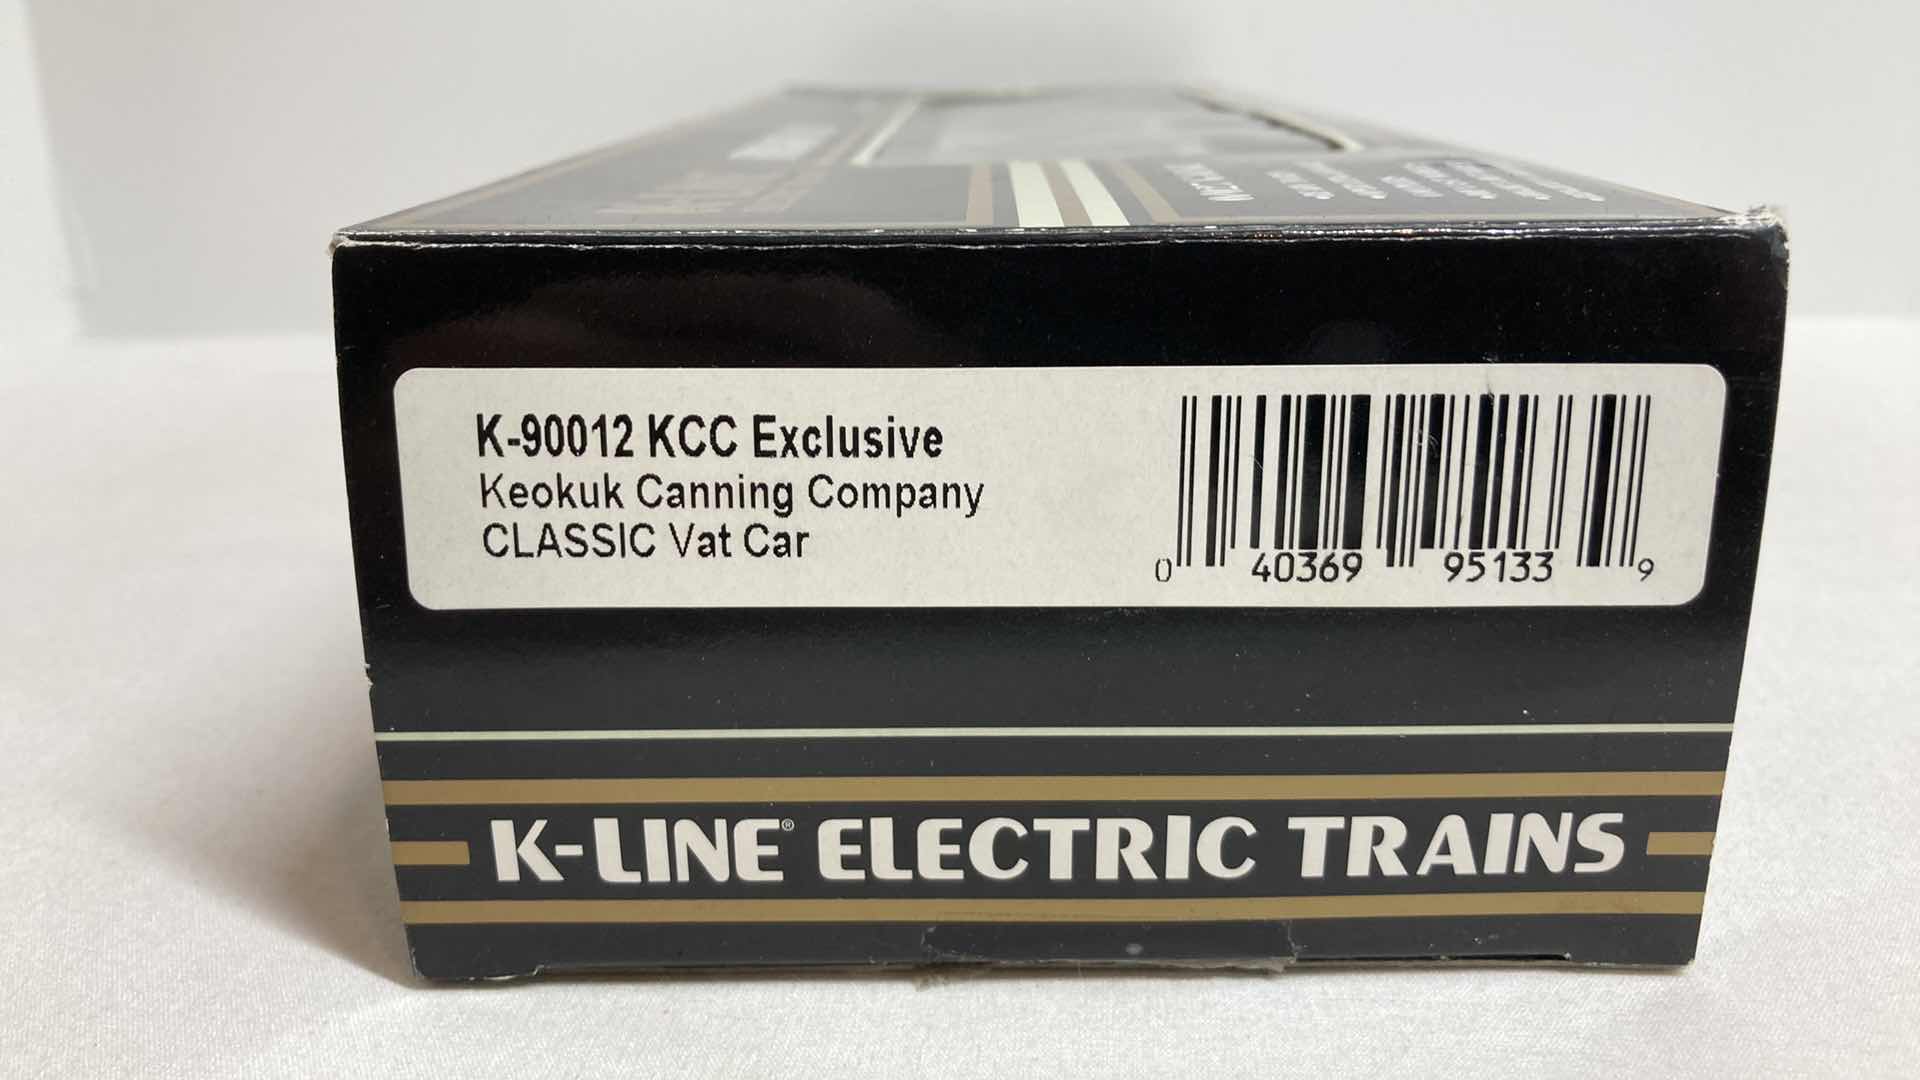 K-90012 KCC Exclusive
Keokuk Canning Company
CLASSIC Vat Car
0 40369 95133 9
K-LINE® ELECTRIC TRAINS